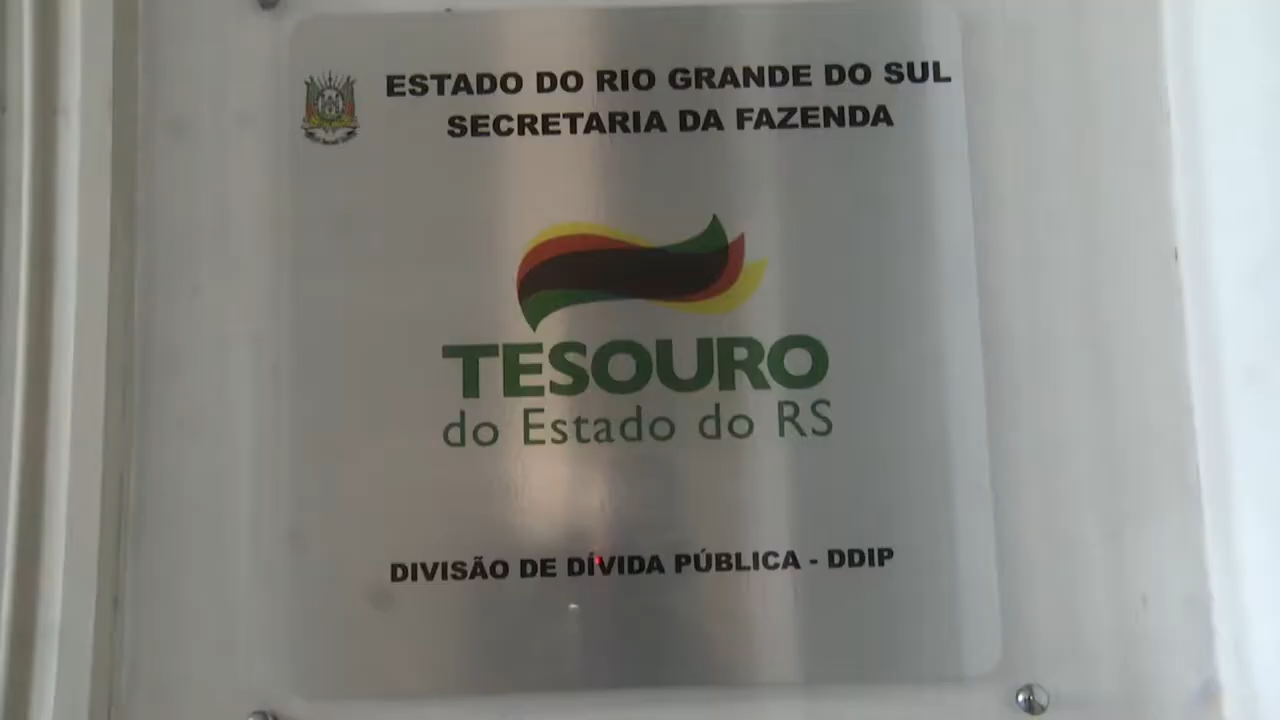 ESTADO DO RIO GRANDE DO SUL
SECRETARIA DA FAZENDA
TESOURO
do Estado do RS
DIVISÃO DE DÍVIDA PÚBLICA - DDIP